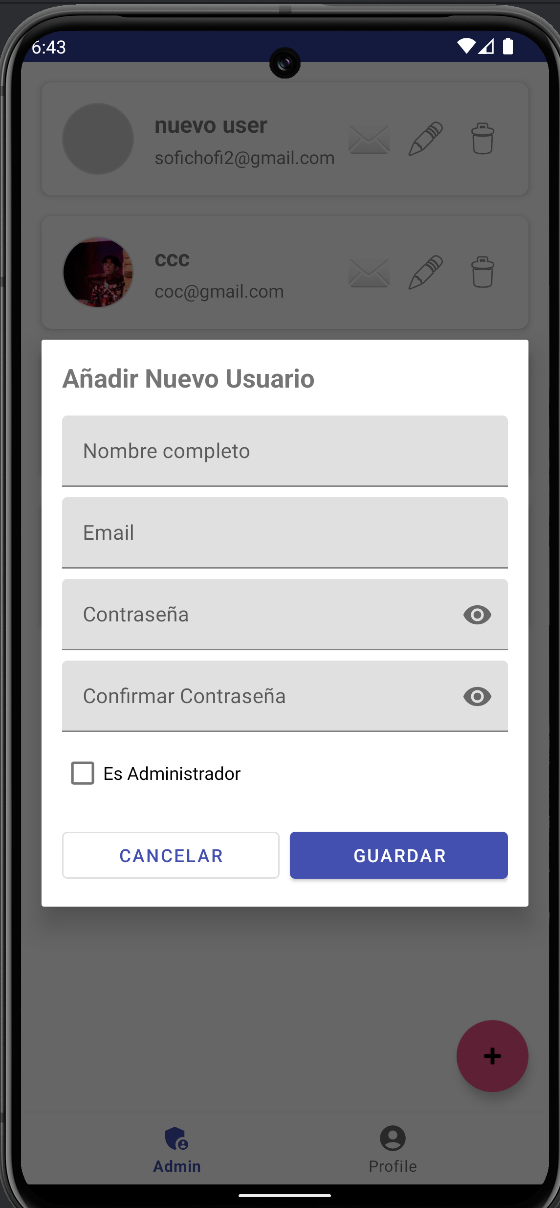 6:43
nuevo user
sofichofi2@gmail.com
ccc
coc@gmail.com
Añadir Nuevo Usuario
Nombre completo
Email
Contraseña
Confirmar Contraseña
Es Administrador
CANCELAR GUARDAR
+
Admin Profile